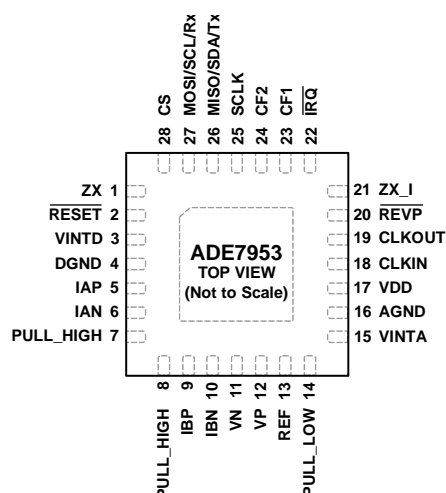 28 CS
27 MOSI/SCL/Rx
26 MISO/SDA/Tx
25 SCLK
24 CF2
23 CF1
22 IRQ
ZX 1
RESET 2
VINTD 3
DGND 4
IAP 5
IAN 6
PULL_HIGH 7
ADE7953
TOP VIEW
(Not to Scale)
21 ZX_I
20 REVP
19 CLKOUT
18 CLKIN
17 VDD
16 AGND
15 VINTA
PULL_HIGH 8
IBP 9
IBN 10
VN 11
VP 12
REF 13
PULL_LOW 14